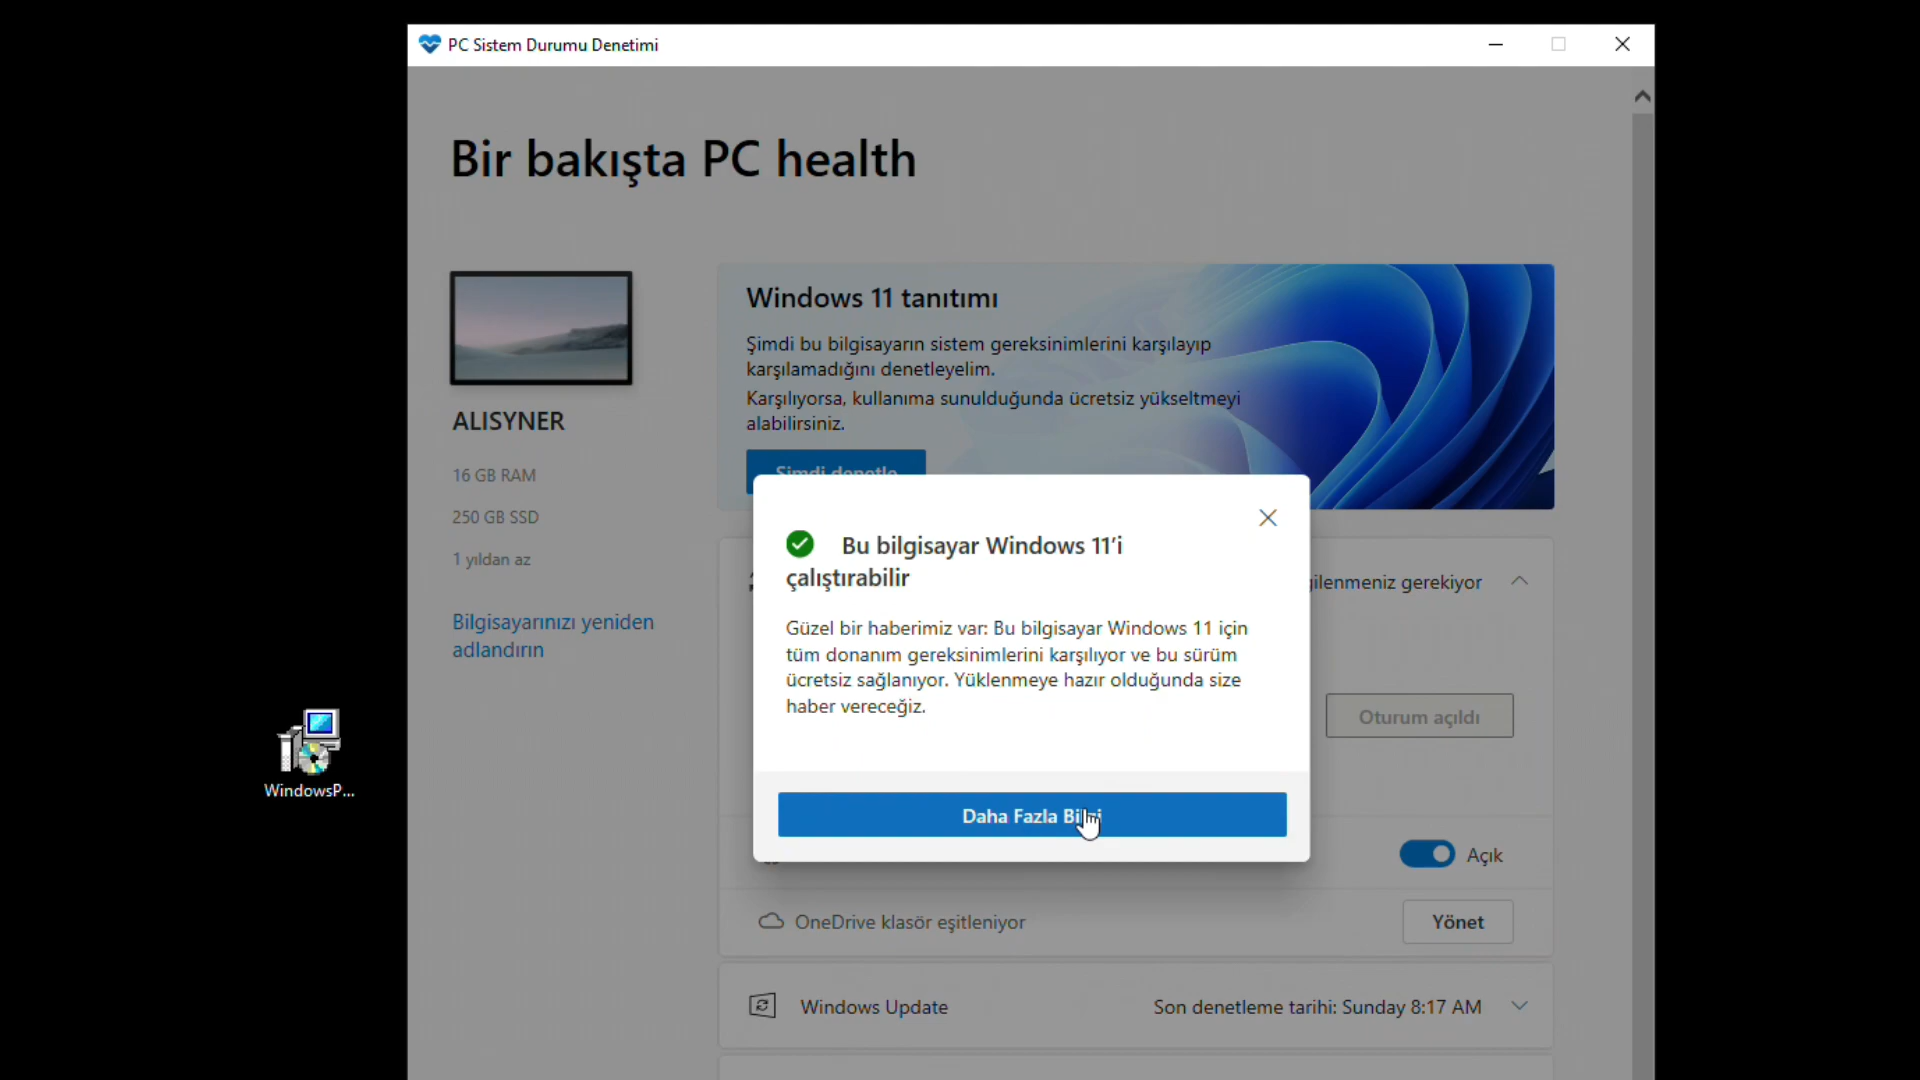 PC Sistem Durumu Denetimi
Bir bakışta PC health
ALISYNER
16 GB RAM
250 GB SSD
1 yıldan az
Bilgisayarınızı yeniden
adlandırın
Windows 11 tanıtımı
Şimdi bu bilgisayarın sistem gereksinimlerini karşılayıp
karşılamadığını denetleyelim.
Karşılıyorsa, kullanıma sunulduğunda ücretsiz yükseltmeyi
alabilirsiniz.
Şimdi denetle
Bu bilgisayar Windows 11'i
çalıştırabilir
Güzel bir haberimiz var: Bu bilgisayar Windows 11 için
tüm donanım gereksinimlerini karşılıyor ve bu sürüm
ücretsiz sağlanıyor. Yüklenmeye hazır olduğunda size
haber vereceğiz.
Daha Fazla Bilgi
gerekiyor
Oturum açıldı
Açık
OneDrive klasör eşitleniyor
Yönet
Windows Update
Son denetleme tarihi: Sunday 8:17 AM
WindowsP...